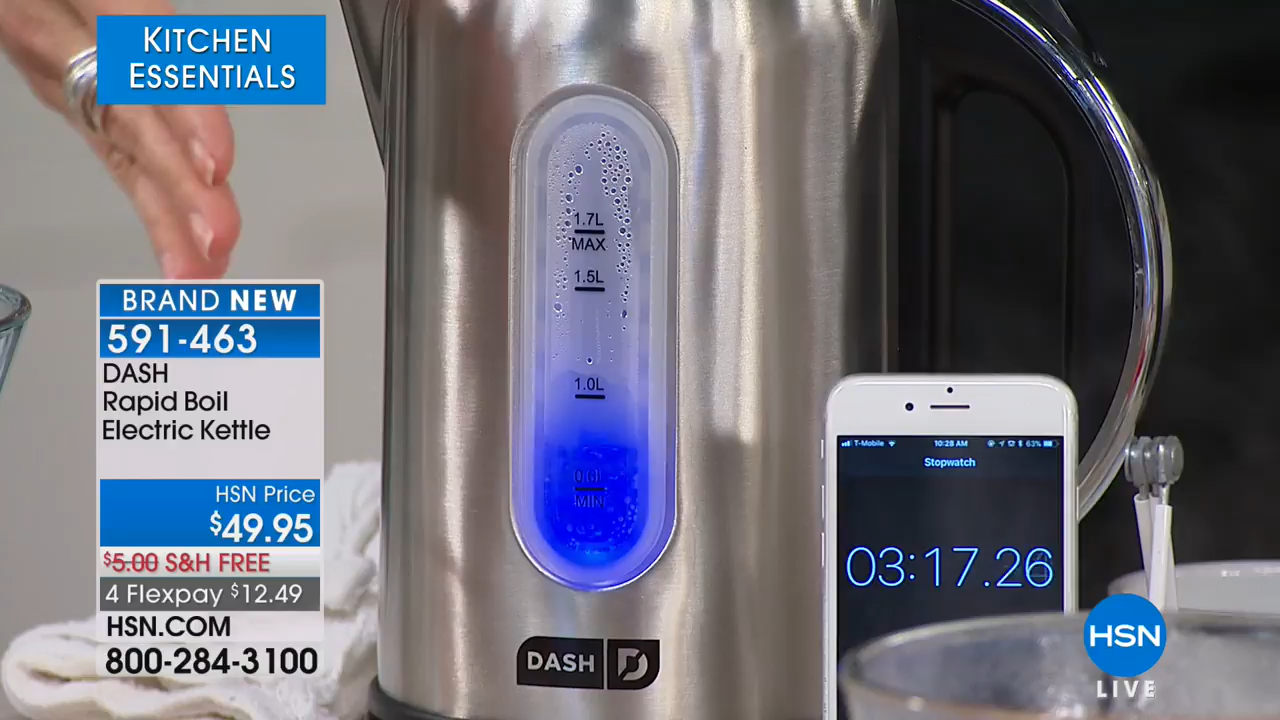 KITCHEN
ESSENTIALS
BRAND NEW
591-463
DASH
Rapid Boil
Electric Kettle
HSN Price
$49.95
$5.00 S&H FREE
4 Flexpay $12.49
HSN.COM
800-284-3100
1.7L
MAX
1.5L
1.0L
MIN
DASH D
T-Mobile 10:28 AM 63%
Stopwatch
03:17.26
HSN
LIVE